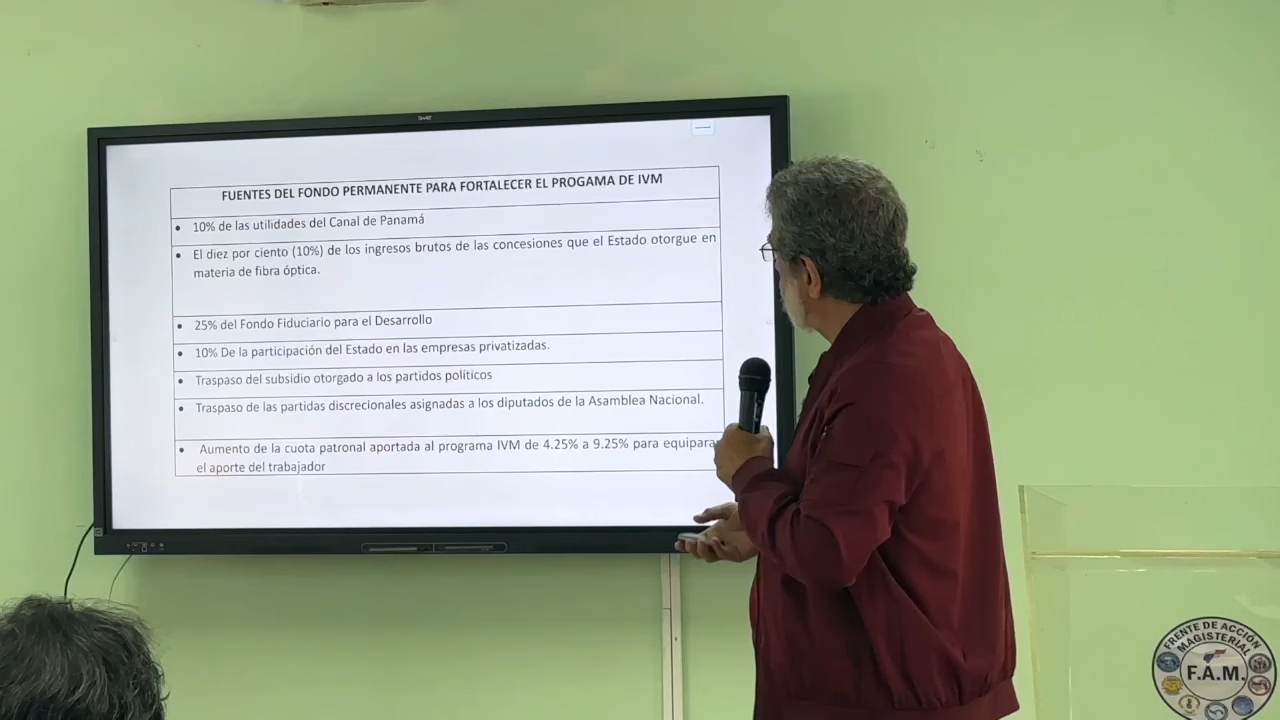 SMART
FUENTES DEL FONDO PERMANENTE PARA FORTALECER EL PROGAMA DE IVM
• 10% de las utilidades del Canal de Panamá
• El diez por ciento (10%) de los ingresos brutos de las concesiones que el Estado otorgue en
materia de fibra óptica.
• 25% del Fondo Fiduciario para el Desarrollo
• 10% De la participación del Estado en las empresas privatizadas.
• Traspaso del subsidio otorgado a los partidos políticos
• Traspaso de las partidas discrecionales asignadas a los diputados de la Asamblea Nacional.
• Aumento de la cuota patronal aportada al programa IVM de 4.25% a 9.25% para equipara
el aporte del trabajador
FRENTE DE ACCIÓN
MAGISTERIAL
F.A.M.